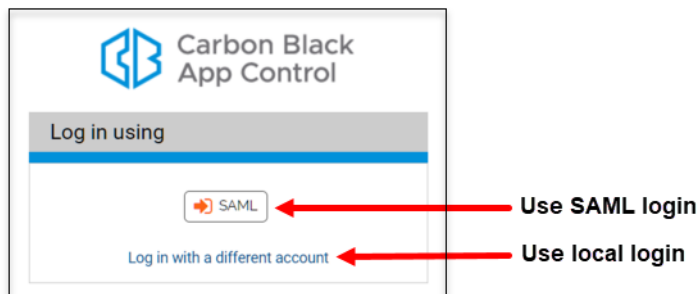 Carbon Black
App Control
Log in using
SAML
Use SAML login
Log in with a different account
Use local login